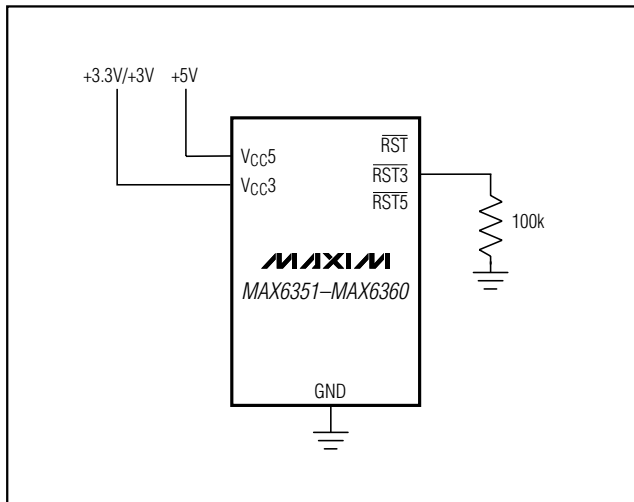 +3.3V/+3V
+5V
VCC5
VCC3
RST
RST3
RST5
100k
MAXIM
MAX6351–MAX6360
GND